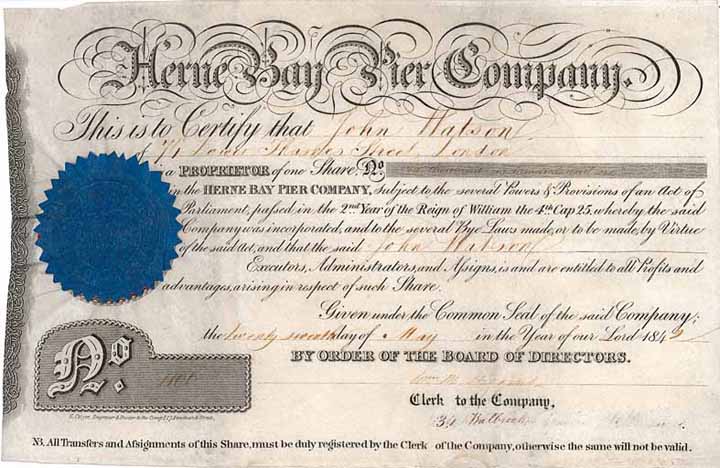 Herne Bay Pier Company.
This is to Certify that John Watson
of Street London
a PROPRIETOR of one Share, No.
in the HERNE BAY PIER COMPANY, subject to the several Powers & Provisions of an Act of
Parliament, passed in the 2nd Year of the Reign of William the 4th Cap 25, whereby the said
Company was incorporated, and to the several Bye Laws made, or to be made, by Virtue
of the said Act, and that the said John Watson
Executors, Administrators, and Assigns, is and are entitled to all Profits and
advantages, arising in respect of such Share.
Given under the Common Seal of the said Company;
the twenty seventh day of May in the Year of our Lord 184
BY ORDER OF THE BOARD OF DIRECTORS.
No.
Clerk to the Company,
34 Walbrook
NB. All Transfers and Assignments of this Share, must be duly registered by the Clerk of the Company, otherwise the same will not be valid.